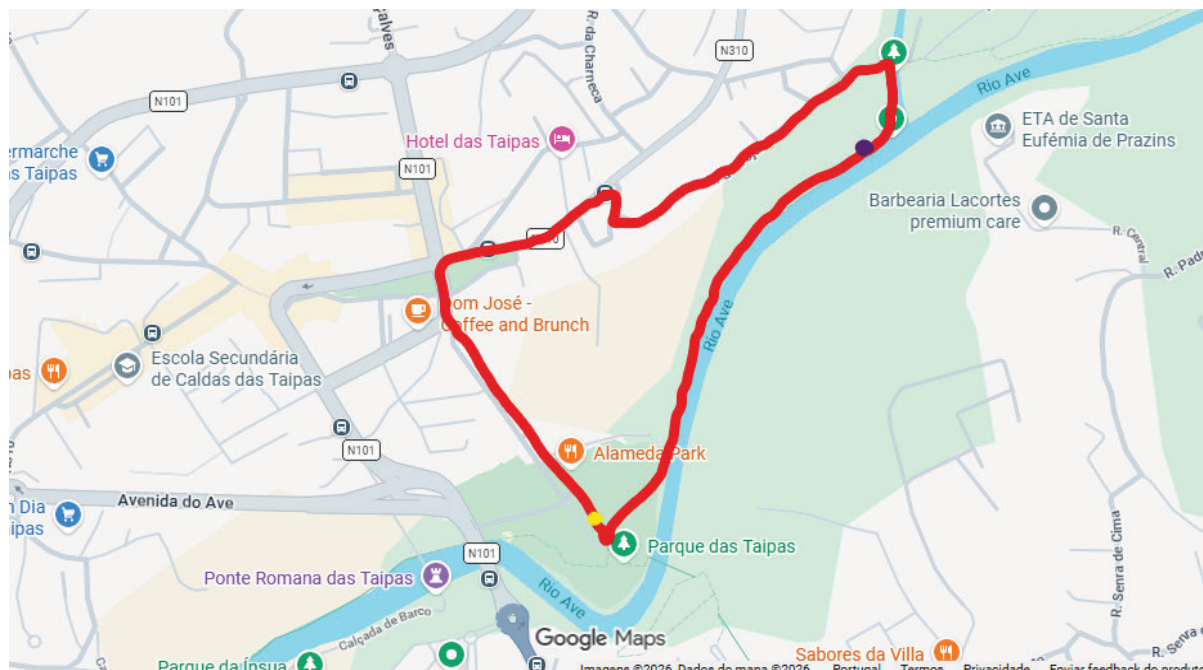 N310
Rio Ave
R. da Charneca
N101
ETA de Santa
Eufémia de Prazins
Hotel das Taipas
ermarche
as Taipas
N101
Barbearia Lacortes
premium care
R. Central
Dom José -
Coffee and Brunch
Rio Ave
Escola Secundária
de Caldas das Taipas
pas
N101
Alameda Park
Avenida do Ave
n Dia
aipas
R. Senra de Cima
Parque das Taipas
N101
Ponte Romana das Taipas
Rio Ave
Calçada de Barco
Google Maps
Parque da Ínsua
Sabores da Villa
Imagens ©2026, Dados do mapa ©2026 Portugal Termos Privacidade Enviar feedback do produ